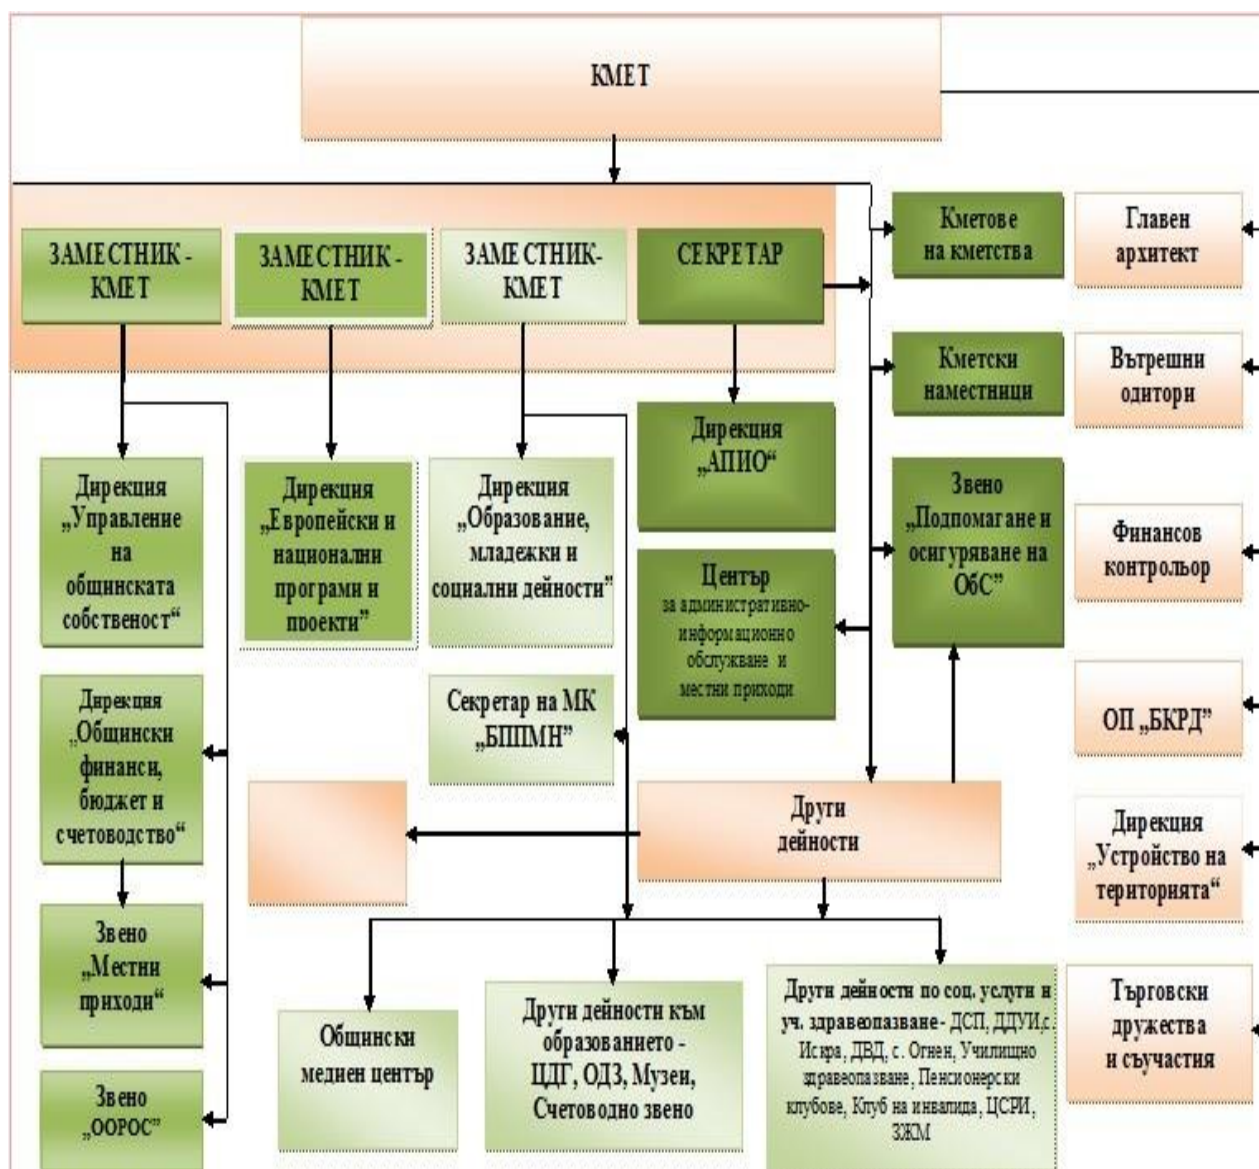 КМЕТ
ЗАМЕСТНИК -
КМЕТ
ЗАМЕСТНИК -
КМЕТ
ЗАМЕСТНИК-
КМЕТ
СЕКРЕТАР
Кметове
на кметства
Главен
архитект
Кметски
наместници
Вътрешни
одитори
Дирекция
„Управление
на
общинската
собственост“
Дирекция
„Европейски и
национални
програми и
проекти”
Дирекция
„Образование,
младежки и
социални дейности”
Дирекция
„АПИО“
Звено
„Подпомагане и
осигуряване на
ОбС”
Финансов
контрольор
Център
за административно-
информационно
обслужване и
местни приходи
Дирекция
„Общински
финанси,
бюджет и
счетоводство“
Секретар на МК
„БППМН”
ОП „БКРД”
Други
дейности
Дирекция
„Устройство на
територията“
Звено
„Местни
приходи“
Звено
„ООРОС“
Общински
медиен център
Други дейности към
образованието -
ЦДГ, ОДЗ, Музеи,
Счетоводно звено
Други дейности по соц. услуги и
уч. здравеопазване- ДСП, ДДУИ,с.
Искра, ДВД, с. Огнен, Училищно
здравеопазване, Пенсионерски
клубове, Клуб на инвалида, ЦСРИ,
ЗЖМ
Търговски
дружества
и съучастия